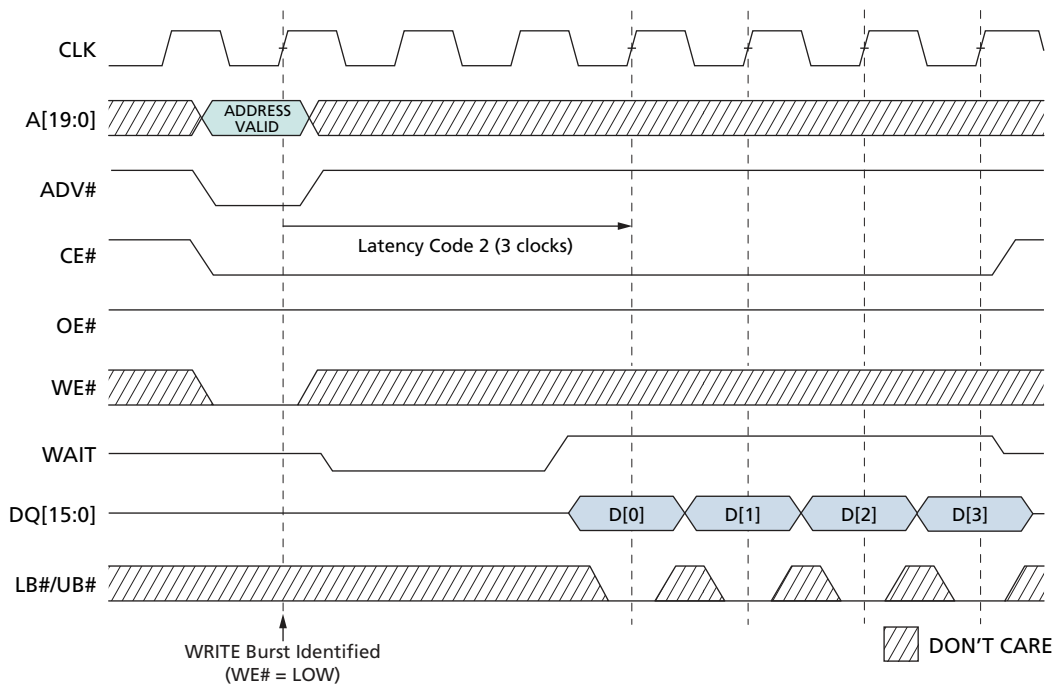 CLK
A[19:0]
ADDRESS
VALID
ADV#
Latency Code 2 (3 clocks)
CE#
OE#
WE#
WAIT
DQ[15:0]
D[0]
D[1]
D[2]
D[3]
LB#/UB#
WRITE Burst Identified
(WE# = LOW)
DON'T CARE